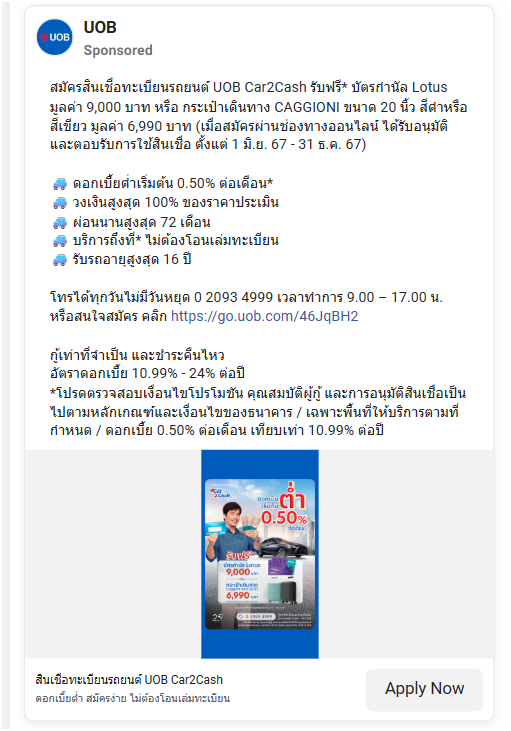 UOB
UOB
Sponsored
สมัครสินเชื่อทะเบียนรถยนต์ UOB Car2Cash รับฟรี* บัตรกำนัล Lotus
มูลค่า 9,000 บาท หรือ กระเป๋าเดินทาง CAGGIONI ขนาด 20 นิ้ว สีดำหรือ
สีเขียว มูลค่า 6,990 บาท (เมื่อสมัครผ่านช่องทางออนไลน์ ได้รับอนุมัติ
และตอบรับการใช้สินเชื่อ ตั้งแต่ 1 มิ.ย. 67 - 31 ธ.ค. 67)
ดอกเบี้ยต่ำเริ่มต้น 0.50% ต่อเดือน*
วงเงินสูงสุด 100% ของราคาประเมิน
ผ่อนนานสูงสุด 72 เดือน
บริการถึงที่* ไม่ต้องโอนเล่มทะเบียน
รับรถอายุสูงสุด 16 ปี
โทรได้ทุกวันไม่มีวันหยุด 0 2093 4999 เวลาทำการ 9.00 – 17.00 น.
หรือสนใจสมัคร คลิก https://go.uob.com/46JqBH2
กู้เท่าที่จำเป็น และชำระคืนไหว
อัตราดอกเบี้ย 10.99% - 24% ต่อปี
*โปรดตรวจสอบเงื่อนไขโปรโมชัน คุณสมบัติผู้กู้ และการอนุมัติสินเชื่อเป็น
ไปตามหลักเกณฑ์และเงื่อนไขของธนาคาร / เฉพาะพื้นที่ให้บริการตามที่
กำหนด / ดอกเบี้ย 0.50% ต่อเดือน เทียบเท่า 10.99% ต่อปี
Car
2Cash
ดอกเบี้ย
เริ่มต้น
ต่ำ
0.50%
ต่อเดือน*
รับฟรี*
บัตรกำนัล Lotus
9,000 บาท
กระเป๋าเดินทาง
6,990 บาท
25
0 2093 4999
สินเชื่อทะเบียนรถยนต์ UOB Car2Cash
ดอกเบี้ยต่ำ สมัครง่าย ไม่ต้องโอนเล่มทะเบียน
Apply Now